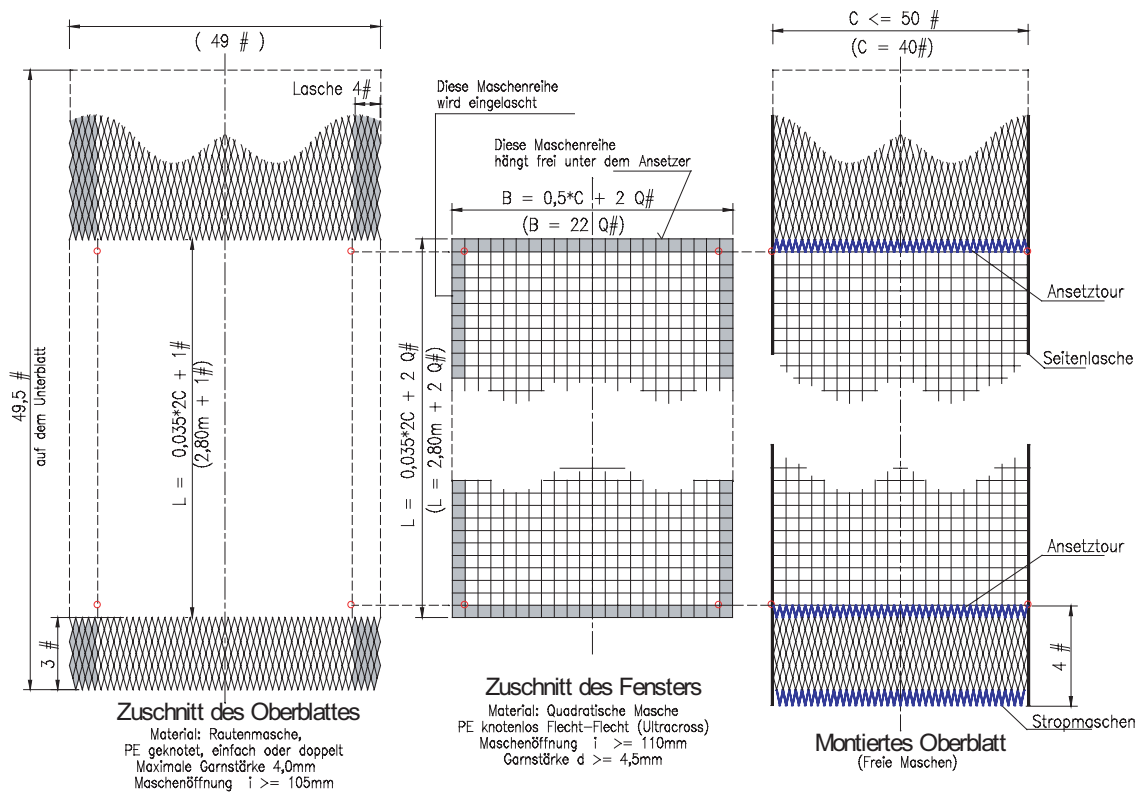 ( 49 # )
Lasche 4#
49,5 #
auf dem Unterblatt
L = 0,035*2C + 1#
(2,80m + 1#)
3 #
Zuschnitt des Oberblattes
Material: Rautenmasche,
PE geknotet, einfach oder doppelt
Maximale Garnstärke 4,0mm
Maschenöffnung i >= 105mm
Diese Maschenreihe
wird eingelascht
Diese Maschenreihe
hängt frei unter dem Ansetzer
B = 0,5*C + 2 Q#
(B = 22 Q#)
L = 0,035*2C + 2 Q#
(L = 2,80m + 2 Q#)
Zuschnitt des Fensters
Material: Quadratische Masche
PE knotenlos Flecht-Flecht (Ultracross)
Maschenöffnung i >= 110mm
Garnstärke d >= 4,5mm
C <= 50 #
(C = 40#)
Ansetztour
Seitenlasche
Ansetztour
4 #
Stropmaschen
Montiertes Oberblatt
(Freie Maschen)